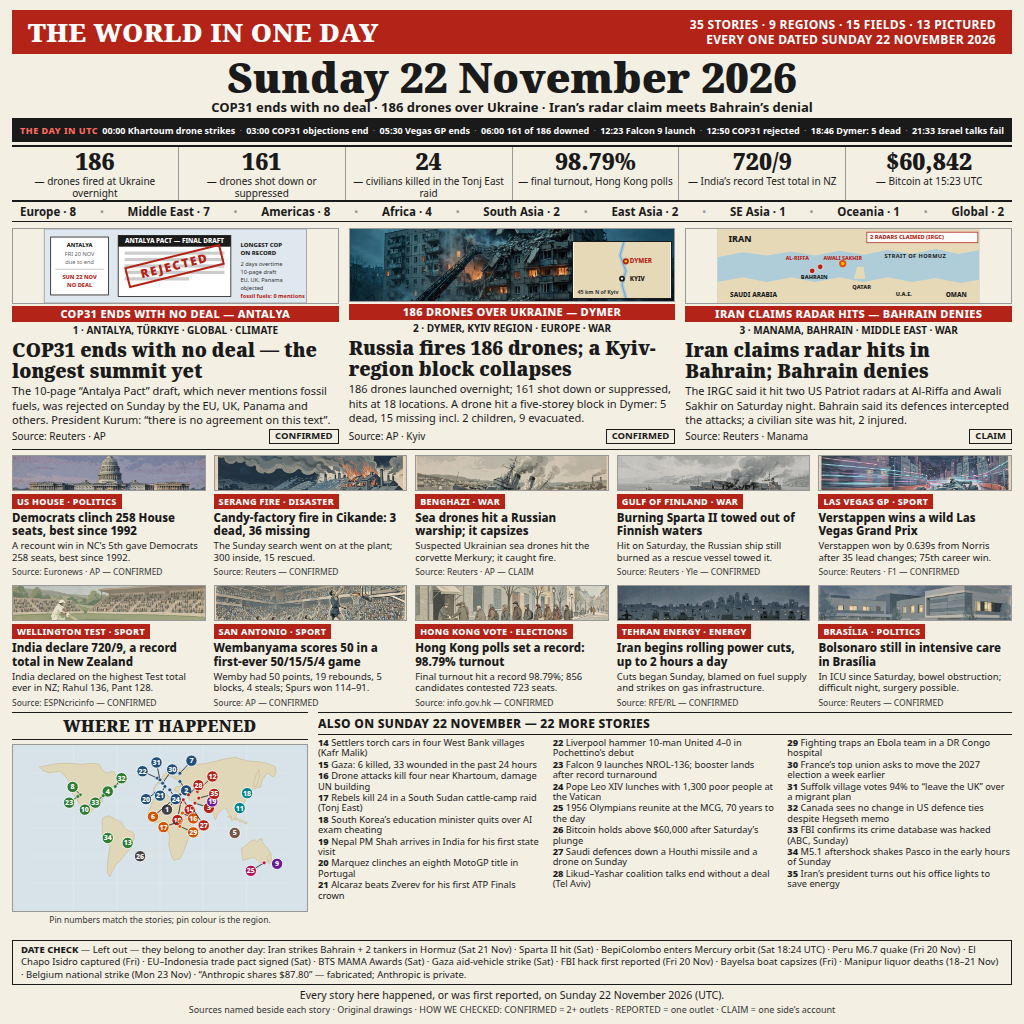 THE WORLD IN ONE DAY
35 STORIES · 9 REGIONS · 15 FIELDS · 13 PICTURED
EVERY ONE DATED SUNDAY 22 NOVEMBER 2026
Sunday 22 November 2026
COP31 ends with no deal · 186 drones over Ukraine · Iran’s radar claim meets Bahrain’s denial
THE DAY IN UTC 00:00 Khartoum drone strikes · 03:00 COP31 objections end · 05:30 Vegas GP ends · 06:00 161 of 186 downed · 12:23 Falcon 9 launch · 12:50 COP31 rejected · 18:46 Dymer: 5 dead · 21:33 Israel talks fail
186
— drones fired at Ukraine
overnight
161
— drones shot down or
suppressed
24
— civilians killed in the Tonj East
raid
98.79%
— final turnout, Hong Kong polls
720/9
— India’s record Test total in NZ
$60,842
— Bitcoin at 15:23 UTC
Europe · 8 • Middle East · 7 • Americas · 8 • Africa · 4 • South Asia · 2 • East Asia · 2 • SE Asia · 1 • Oceania · 1 • Global · 2
ANTALYA
FRI 20 NOV
due to end
SUN 22 NOV
NO DEAL
ANTALYA PACT — FINAL DRAFT
REJECTED
LONGEST COP
ON RECORD
2 days overtime
10-page draft
EU, UK, Panama
objected
fossil fuels: 0 mentions
COP31 ENDS WITH NO DEAL — ANTALYA
1 · ANTALYA, TÜRKIYE · GLOBAL · CLIMATE
COP31 ends with no deal — the
longest summit yet
The 10-page “Antalya Pact” draft, which never mentions fossil
fuels, was rejected on Sunday by the EU, UK, Panama and
others. President Kurum: “there is no agreement on this text”.
Source: Reuters · AP
CONFIRMED
DYMER
KYIV
45 km N of Kyiv
186 DRONES OVER UKRAINE — DYMER
2 · DYMER, KYIV REGION · EUROPE · WAR
Russia fires 186 drones; a Kyiv-
region block collapses
186 drones launched overnight; 161 shot down or suppressed,
hits at 18 locations. A drone hit a five-storey block in Dymer: 5
dead, 15 missing incl. 2 children, 9 evacuated.
Source: AP · Kyiv
CONFIRMED
IRAN
2 RADARS CLAIMED (IRGC)
AL-RIFFA
AWALI SAKHIR
STRAIT OF HORMUZ
BAHRAIN
QATAR
SAUDI ARABIA
U.A.E.
OMAN
IRAN CLAIMS RADAR HITS — BAHRAIN DENIES
3 · MANAMA, BAHRAIN · MIDDLE EAST · WAR
Iran claims radar hits in
Bahrain; Bahrain denies
The IRGC said it hit two US Patriot radars at Al-Riffa and Awali
Sakhir on Saturday night. Bahrain said its defences intercepted
the attacks; a civilian site was hit, 2 injured.
Source: Reuters · Manama
CLAIM
US HOUSE · POLITICS
Democrats clinch 258 House
seats, best since 1992
A recount win in NC’s 5th gave Democrats
258 seats, best since 1992.
Source: Euronews · AP — CONFIRMED
SERANG FIRE · DISASTER
Candy-factory fire in Cikande: 3
dead, 36 missing
The Sunday search went on at the plant;
300 inside, 15 rescued.
Source: Reuters — CONFIRMED
BENGHAZI · WAR
Sea drones hit a Russian
warship; it capsizes
Suspected Ukrainian sea drones hit the
corvette Merkury; it caught fire.
Source: Reuters · AP — CLAIM
GULF OF FINLAND · WAR
Burning Sparta II towed out of
Finnish waters
Hit on Saturday, the Russian ship still
burned as a rescue vessel towed it.
Source: Reuters · Yle — CONFIRMED
LAS VEGAS GP · SPORT
Verstappen wins a wild Las
Vegas Grand Prix
Verstappen won by 0.639s from Norris
after 35 lead changes; 75th career win.
Source: Reuters · F1 — CONFIRMED
WELLINGTON TEST · SPORT
India declare 720/9, a record
total in New Zealand
India declared on the highest Test total
ever in NZ; Rahul 136, Pant 128.
Source: ESPNcricinfo — CONFIRMED
SAN ANTONIO · SPORT
Wembanyama scores 50 in a
first-ever 50/15/5/4 game
Wemby had 50 points, 19 rebounds, 5
blocks, 4 steals; Spurs won 114–91.
Source: AP — CONFIRMED
HONG KONG VOTE · ELECTIONS
Hong Kong polls set a record:
98.79% turnout
Final turnout hit a record 98.79%; 856
candidates contested 723 seats.
Source: info.gov.hk — CONFIRMED
TEHRAN ENERGY · ENERGY
Iran begins rolling power cuts,
up to 2 hours a day
Cuts began Sunday, blamed on fuel supply
and strikes on gas infrastructure.
Source: RFE/RL — CONFIRMED
BRASÍLIA · POLITICS
Bolsonaro still in intensive care
in Brasília
In ICU since Saturday, bowel obstruction;
difficult night, surgery possible.
Source: Reuters — CONFIRMED
WHERE IT HAPPENED
8
32
23
10
33
4
34
13
26
22
31
30
7
20
21
24
2
28
12
35
19
1
6
17
16
29
27
18
11
5
25
9
Pin numbers match the stories; pin colour is the region.
ALSO ON SUNDAY 22 NOVEMBER — 22 MORE STORIES
14 Settlers torch cars in four West Bank villages
(Kafr Malik)
15 Gaza: 6 killed, 33 wounded in the past 24 hours
16 Drone attacks kill four near Khartoum, damage
UN building
17 Rebels kill 24 in a South Sudan cattle-camp raid
(Tonj East)
18 South Korea’s education minister quits over AI
exam cheating
19 Nepal PM Shah arrives in India for his first state
visit
20 Marquez clinches an eighth MotoGP title in
Portugal
21 Alcaraz beats Zverev for his first ATP Finals
crown
22 Liverpool hammer 10-man United 4–0 in
Pochettino’s debut
23 Falcon 9 launches NROL-136; booster lands
after record turnaround
24 Pope Leo XIV lunches with 1,300 poor people at
the Vatican
25 1956 Olympians reunite at the MCG, 70 years to
the day
26 Bitcoin holds above $60,000 after Saturday’s
plunge
27 Saudi defences down a Houthi missile and a
drone on Sunday
28 Likud–Yashar coalition talks end without a deal
(Tel Aviv)
29 Fighting traps an Ebola team in a DR Congo
hospital
30 France’s top union asks to move the 2027
election a week earlier
31 Suffolk village votes 94% to “leave the UK” over
a migrant plan
32 Canada sees no change in US defence ties
despite Hegseth memo
33 FBI confirms its crime database was hacked
(ABC, Sunday)
34 M5.1 aftershock shakes Pasco in the early hours
of Sunday
35 Iran’s president turns out his office lights to
save energy
DATE CHECK — Left out — they belong to another day: Iran strikes Bahrain + 2 tankers in Hormuz (Sat 21 Nov) · Sparta II hit (Sat) · BepiColombo enters Mercury orbit (Sat 18:24 UTC) · Peru M6.7 quake (Fri 20 Nov) · El
Chapo Isidro captured (Fri) · EU–Indonesia trade pact signed (Sat) · BTS MAMA Awards (Sat) · Gaza aid-vehicle strike (Sat) · FBI hack first reported (Fri 20 Nov) · Bayelsa boat capsizes (Fri) · Manipur liquor deaths (18–21 Nov)
· Belgium national strike (Mon 23 Nov) · “Anthropic shares $87.80” — fabricated; Anthropic is private.
Every story here happened, or was first reported, on Sunday 22 November 2026 (UTC).
Sources named beside each story · Original drawings · HOW WE CHECKED: CONFIRMED = 2+ outlets · REPORTED = one outlet · CLAIM = one side’s account